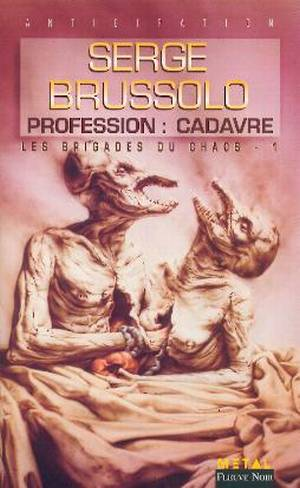 ANTICIPATION
SERGE
BRUSSOLO
PROFESSION : CADAVRE
LES BRIGADES DU CHAOS - 1
MÉTAL
FLEUVE NOIR